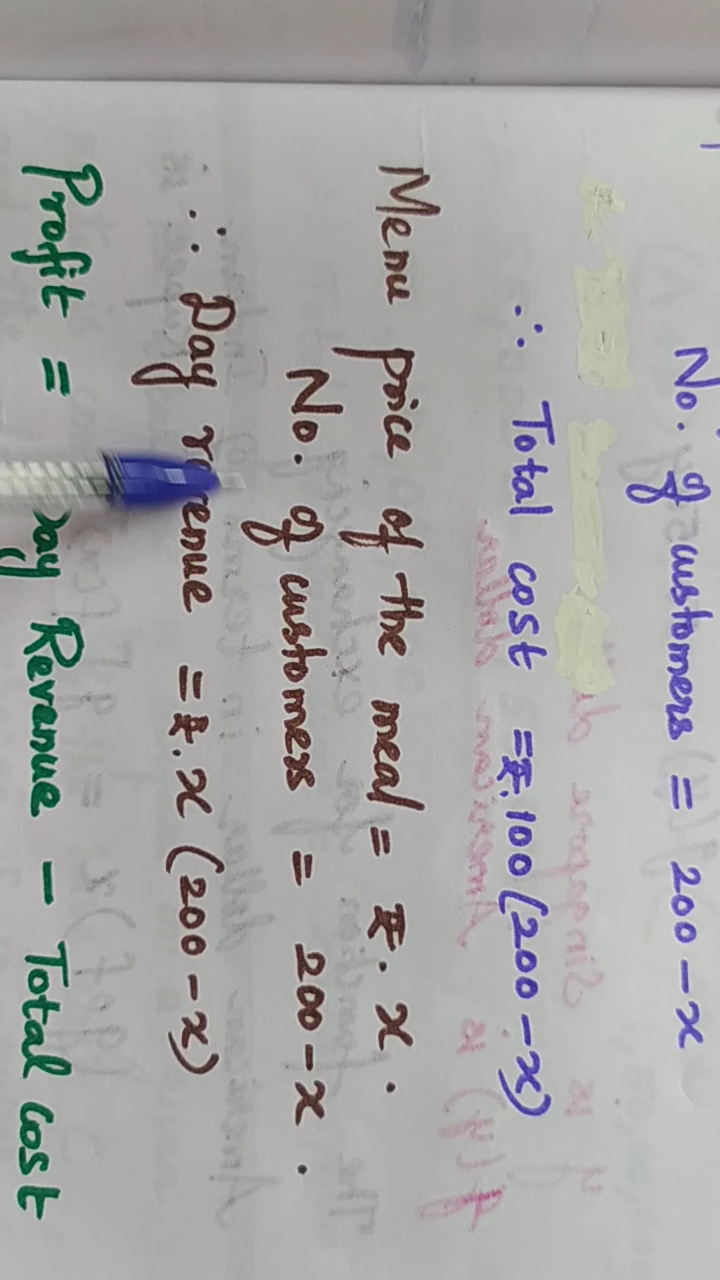 No. of customers = 200 - x
∴ Total cost = ₹. 100 (200 - x)
Menu price of the meal = ₹. x.
No. of customers = 200 - x.
∴ Day revenue = ₹. x (200 - x)
Profit = Day Revenue - Total cost